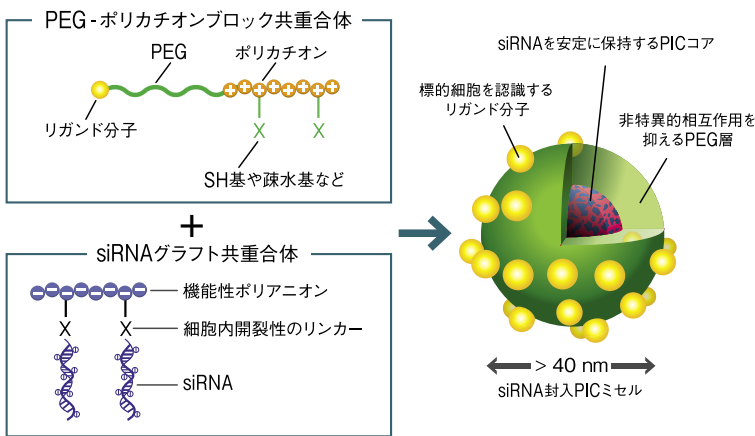 PEG - ポリカチオンブロック共重合体
PEG
ポリカチオン
リガンド分子
X
X
SH基や疎水基など
+
siRNAグラフト共重合体
機能性ポリアニオン
X
X
細胞内開裂性のリンカー
siRNA
siRNAを安定に保持するPICコア
標的細胞を認識する
リガンド分子
非特異的相互作用を
抑えるPEG層
> 40 nm
siRNA封入PICミセル